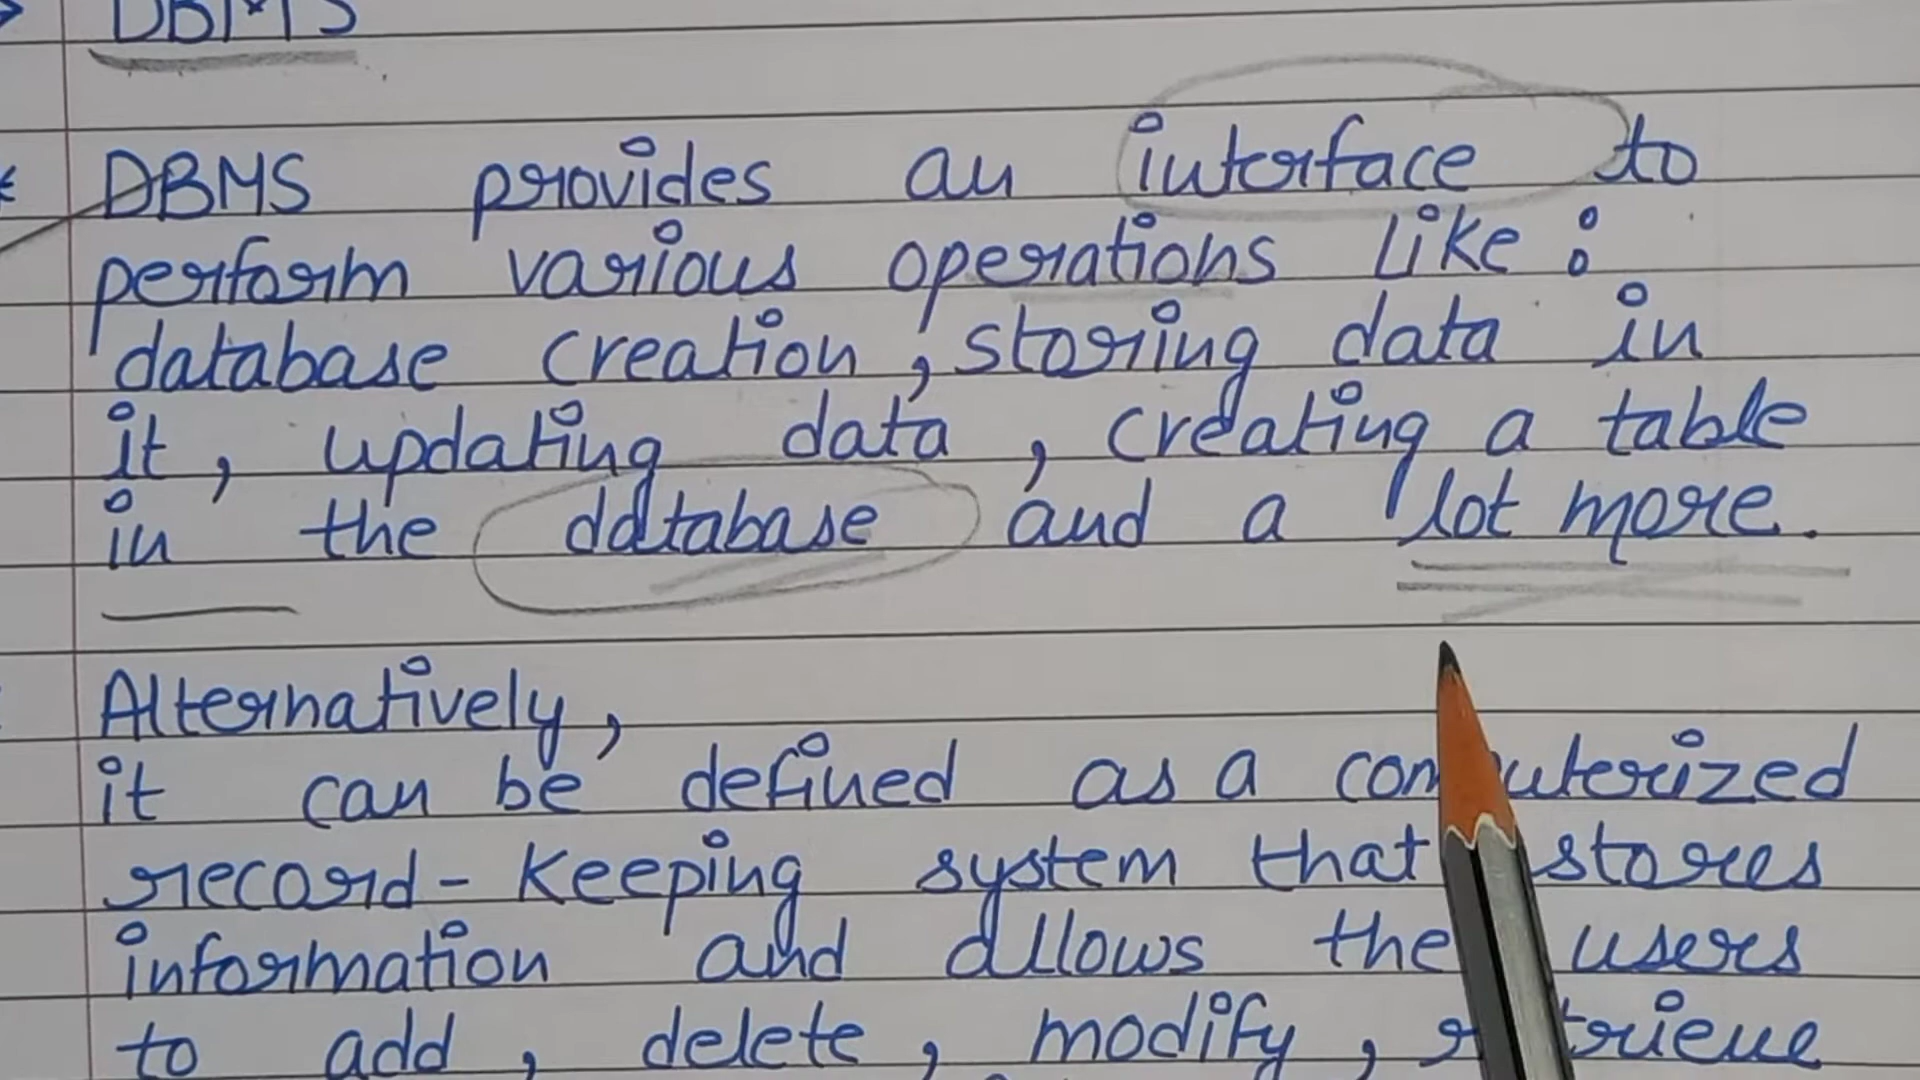 DBMS
DBMS provides an interface to
perform various operations like :
database creation , storing data in
it , updating data , creating a table
in the database and a lot more.
Alternatively ,
it can be defined as a computerized
record - keeping system that stores
information and allows the users
to add , delete , modify , retrieve